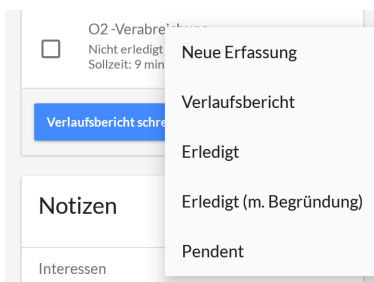 O2 -Verabreichung
Nicht erledigt
Sollzeit: 9 min
Neue Erfassung
Verlaufsbericht
Erledigt
Erledigt (m. Begründung)
Pendent
Verlaufsbericht schre
Notizen
Interessen